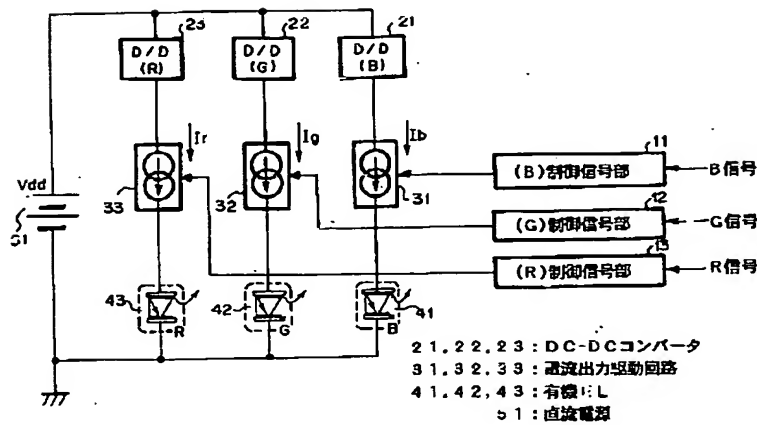 23
22
21
D/D
(R)
D/D
(G)
D/D
(B)
Ir
Ig
Ib
11
(B)制御信号部
B信号
Vdd
33
32
31
12
(G)制御信号部
G信号
51
13
(R)制御信号部
R信号
43
R
42
G
41
B
21,22,23:DC-DCコンバータ
31,32,33:電流出力駆動回路
41,42,43:有機EL
51:直流電源